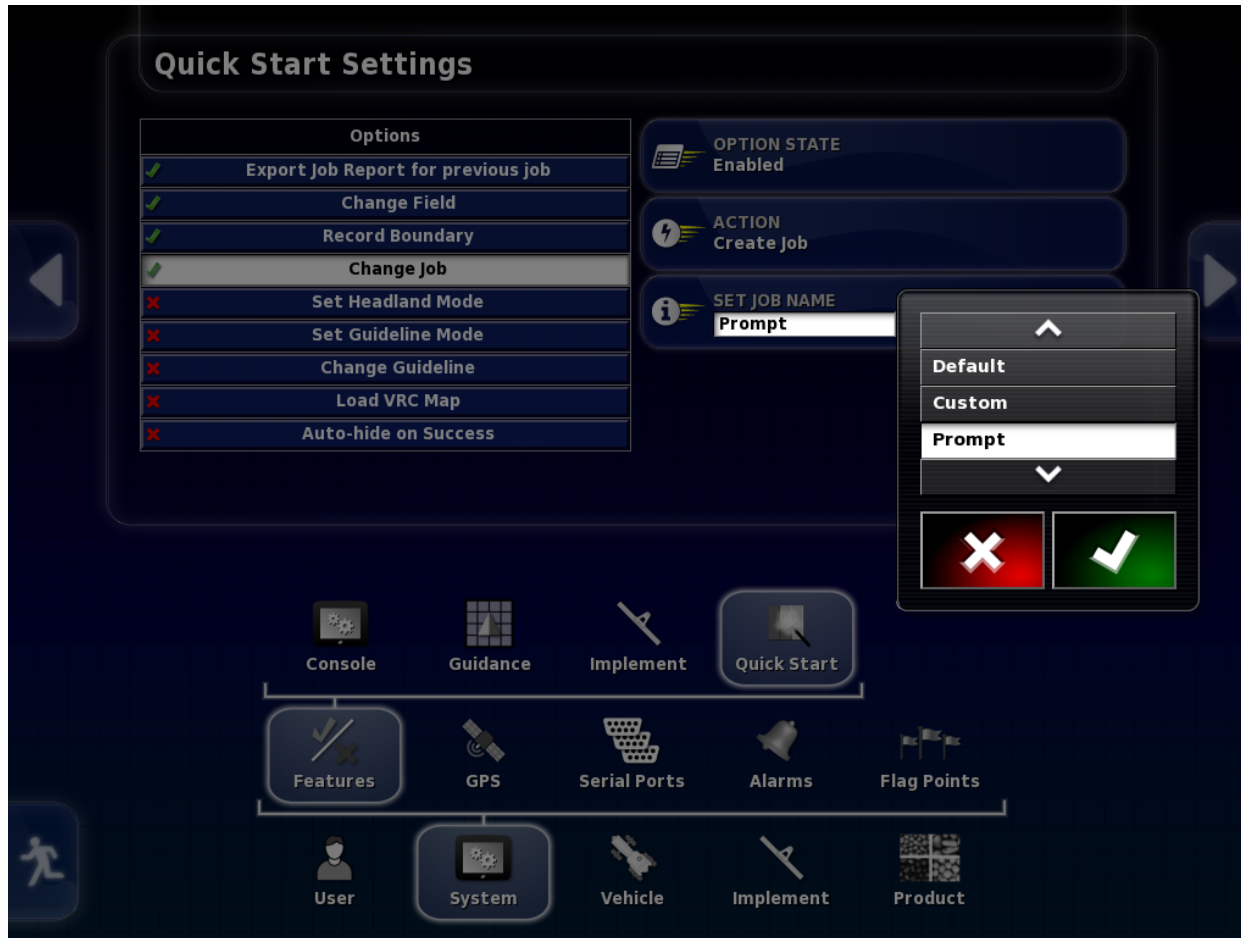 Quick Start Settings
Options
Export Job Report for previous job
Change Field
Record Boundary
Change Job
Set Headland Mode
Set Guideline Mode
Change Guideline
Load VRC Map
Auto-hide on Success
OPTION STATE
Enabled
ACTION
Create Job
SET JOB NAME
Prompt
Default
Custom
Prompt
Console
Guidance
Implement
Quick Start
Features
GPS
Serial Ports
Alarms
Flag Points
User
System
Vehicle
Implement
Product